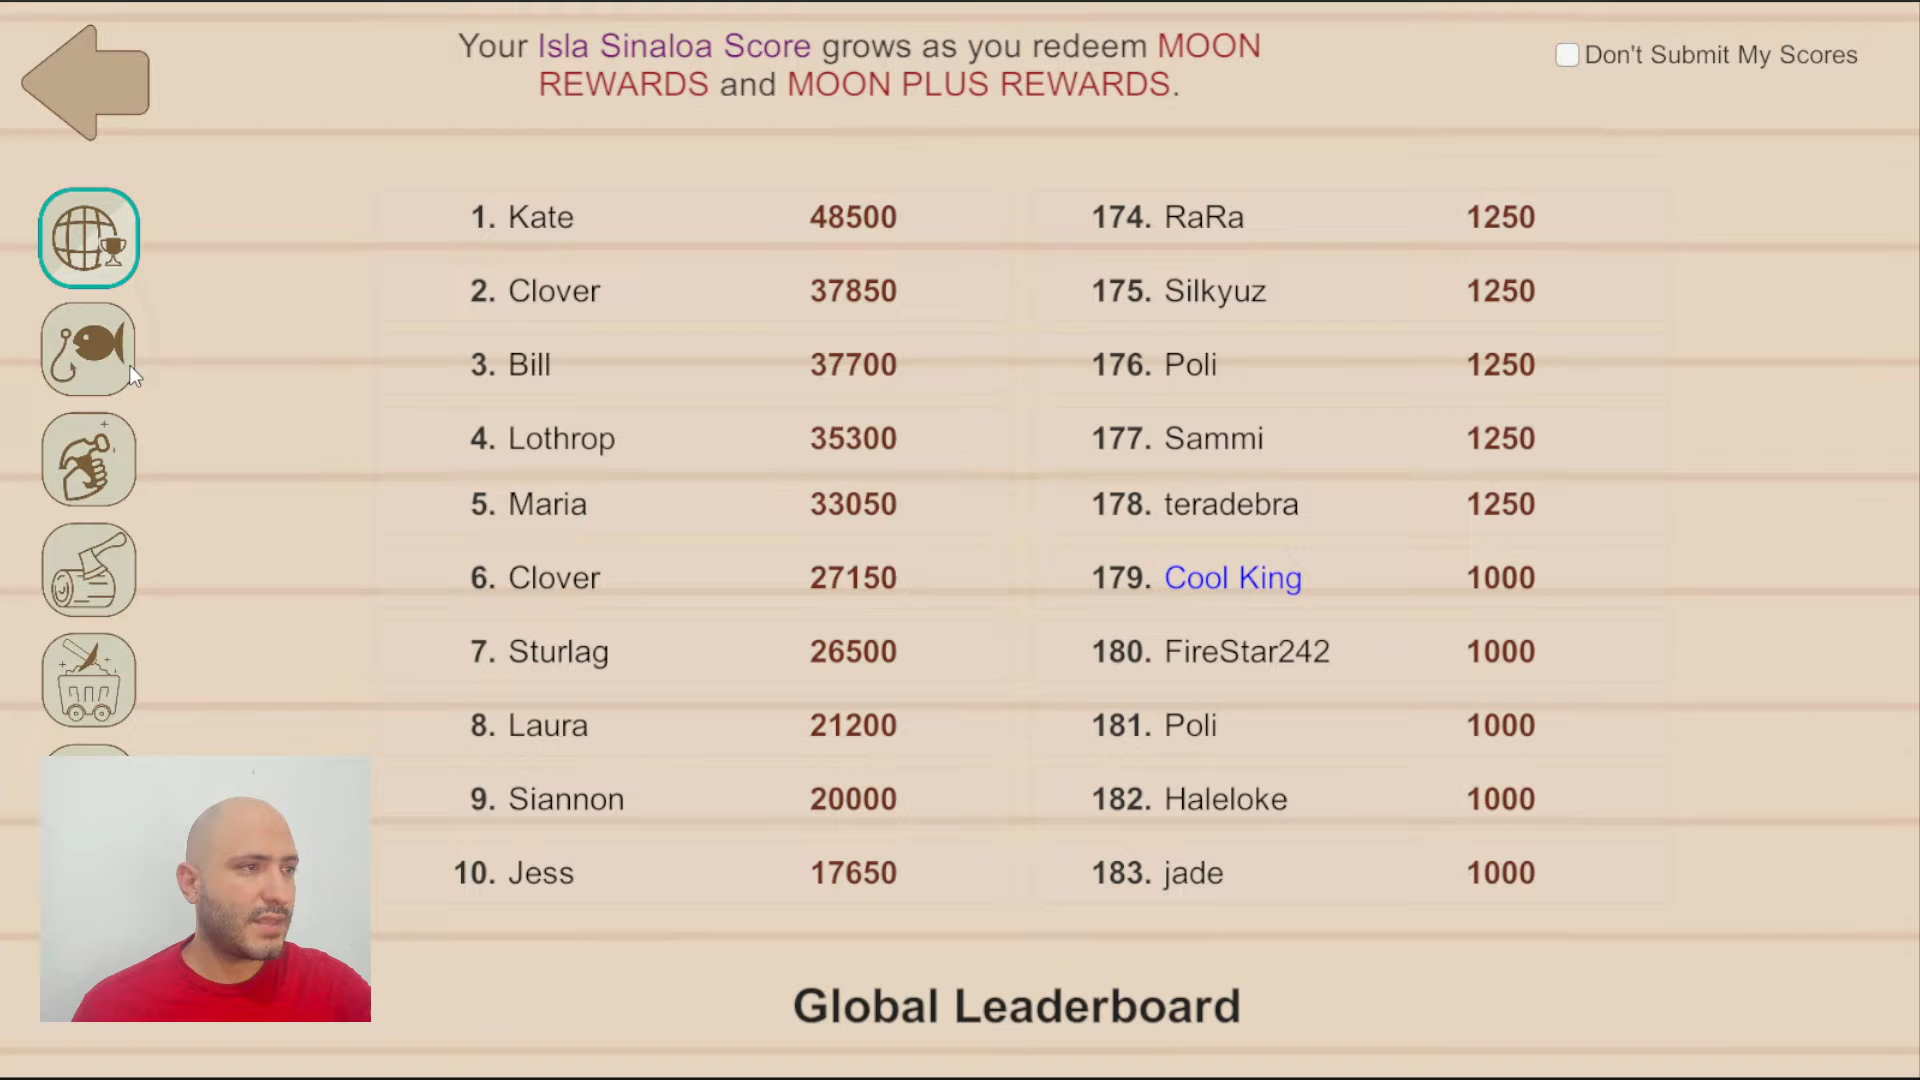 Your Isla Sinaloa Score grows as you redeem MOON
REWARDS and MOON PLUS REWARDS.
Don't Submit My Scores
1. Kate 48500
2. Clover 37850
3. Bill 37700
4. Lothrop 35300
5. Maria 33050
6. Clover 27150
7. Sturlag 26500
8. Laura 21200
9. Siannon 20000
10. Jess 17650
174. RaRa 1250
175. Silkyuz 1250
176. Poli 1250
177. Sammi 1250
178. teradebra 1250
179. Cool King 1000
180. FireStar242 1000
181. Poli 1000
182. Haleloke 1000
183. jade 1000
Global Leaderboard